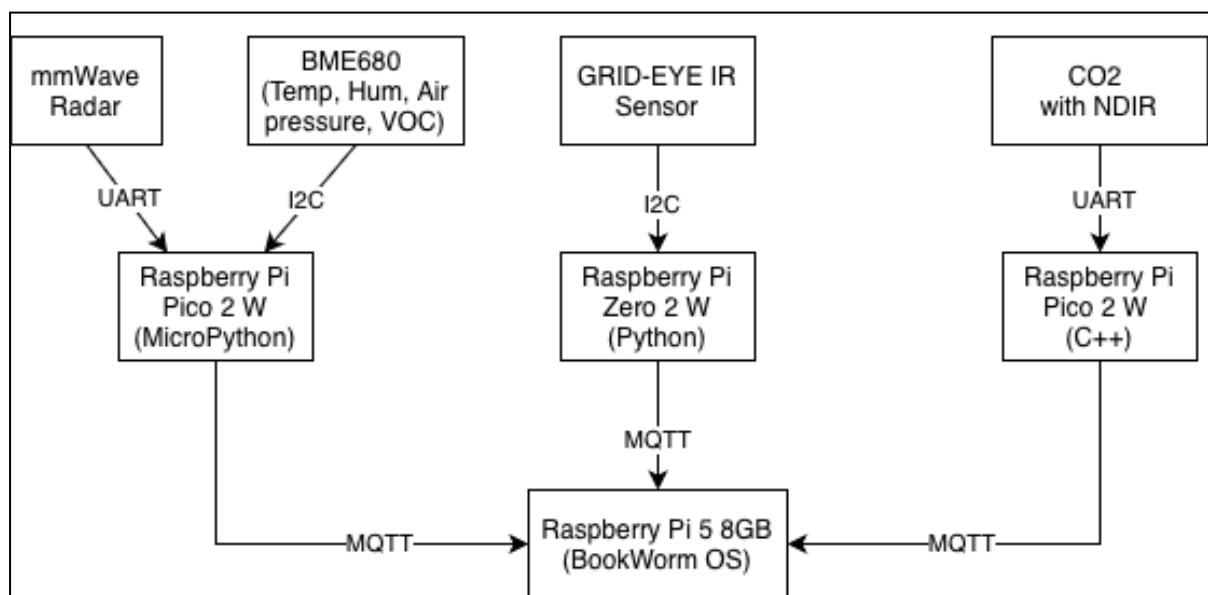 mmWave
Radar
BME680
(Temp, Hum, Air
pressure, VOC)
GRID-EYE IR
Sensor
CO2
with NDIR
UART
I2C
I2C
UART
Raspberry Pi
Pico 2 W
(MicroPython)
Raspberry Pi
Zero 2 W
(Python)
Raspberry Pi
Pico 2 W
(C++)
MQTT
MQTT
Raspberry Pi 5 8GB
(BookWorm OS)
MQTT